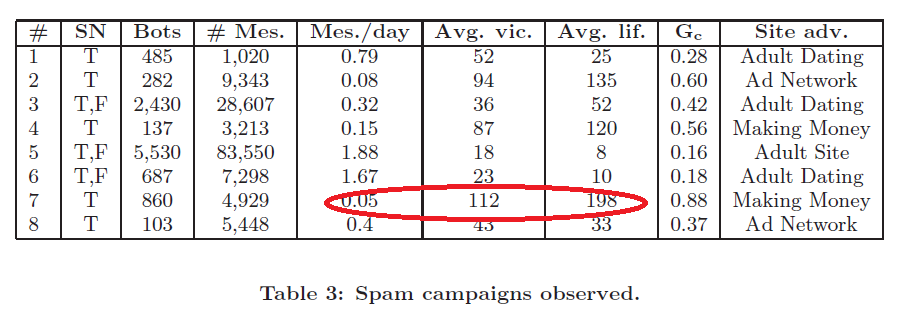 # SN Bots # Mes. Mes./day Avg. vic. Avg. lif. Gc Site adv.
1 T 485 1,020 0.79 52 25 0.28 Adult Dating
2 T 282 9,343 0.08 94 135 0.60 Ad Network
3 T,F 2,430 28,607 0.32 36 52 0.42 Adult Dating
4 T 137 3,213 0.15 87 120 0.56 Making Money
5 T,F 5,530 83,550 1.88 18 8 0.16 Adult Site
6 T,F 687 7,298 1.67 23 10 0.18 Adult Dating
7 T 860 4,929 0.05 112 198 0.88 Making Money
8 T 103 5,448 0.4 43 33 0.37 Ad Network
Table 3: Spam campaigns observed.